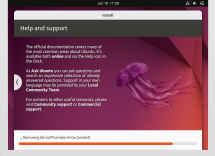 Jun 18 17:38
Install
Help and support
The official documentation covers many of
the most common areas about Ubuntu. It's
available both online and via the Help icon in
the Dock.
At Ask Ubuntu you can ask questions and
search an impressive collection of already
answered questions. Support in your own
language may be provided by your Local
Community Team.
For pointers to other useful resources, please
visit Community support or Commercial
support.
Removing libreoffice-help-id